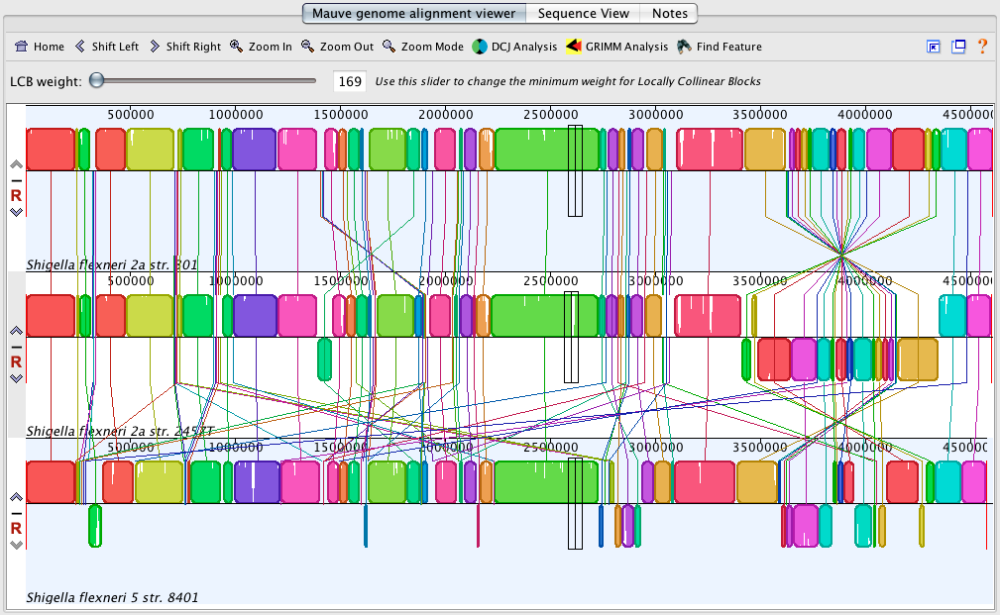 Mauve genome alignment viewer Sequence View Notes
Home Shift Left Shift Right Zoom In Zoom Out Zoom Mode DCJ Analysis GRIMM Analysis Find Feature ?
LCB weight: 169 Use this slider to change the minimum weight for Locally Collinear Blocks
500000 1000000 1500000 2000000 2500000 3000000 3500000 4000000 4500000
R
Shigella flexneri 2a str. 301
500000 1000000 1500000 2000000 2500000 3000000 3500000 4000000 4500000
R
Shigella flexneri 2a str. 2457T
500000 1000000 1500000 2000000 2500000 3000000 3500000 4000000 450000
R
Shigella flexneri 5 str. 8401